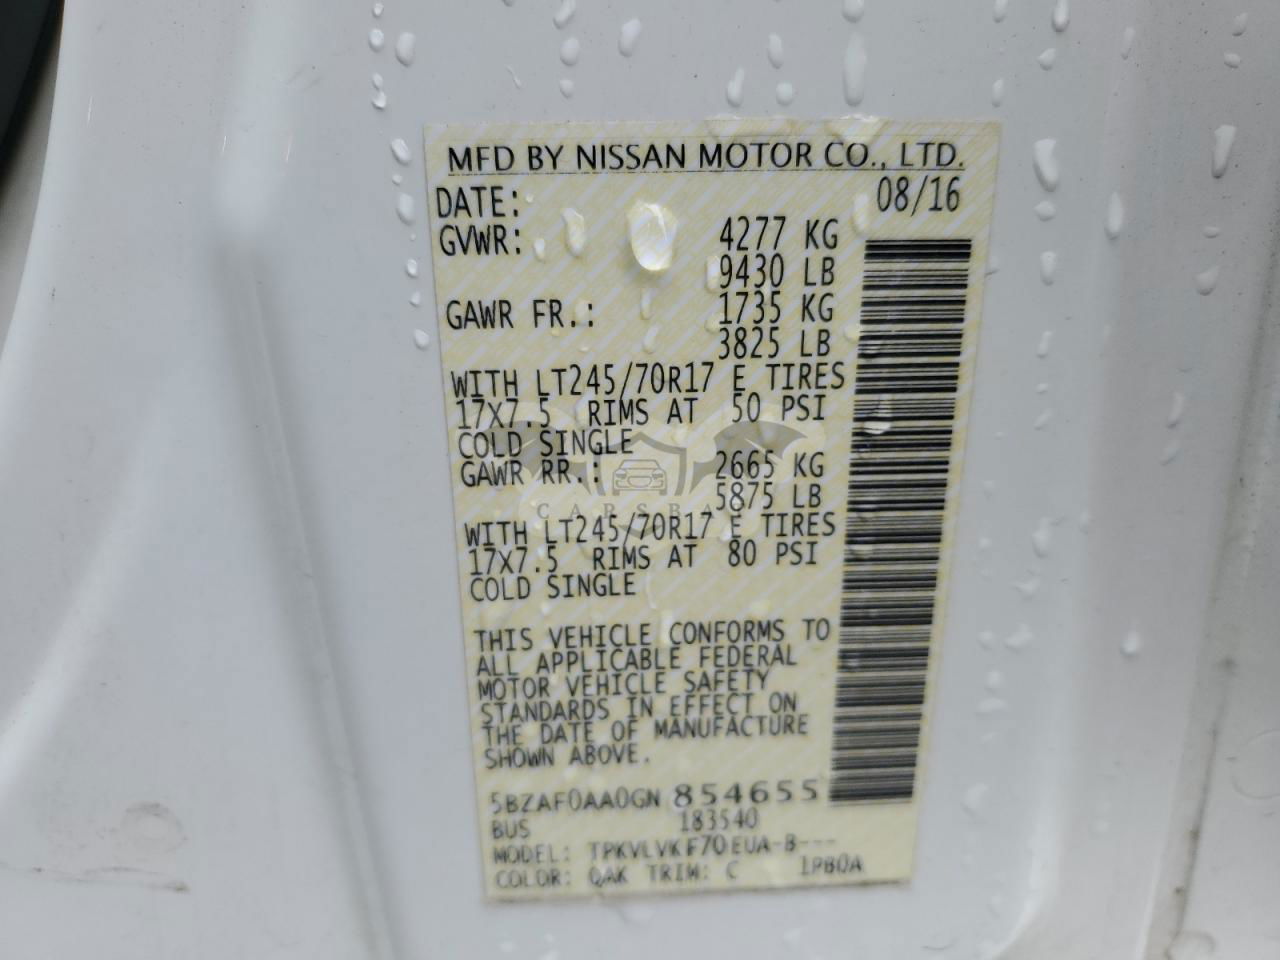 MFD BY NISSAN MOTOR CO., LTD.
DATE: 08/16
GVWR: 4277 KG
9430 LB
GAWR FR.: 1735 KG
3825 LB
WITH LT245/70R17 E TIRES
17X7.5 RIMS AT 50 PSI
COLD SINGLE
GAWR RR.: 2665 KG
5875 LB
WITH LT245/70R17 E TIRES
17X7.5 RIMS AT 80 PSI
COLD SINGLE
THIS VEHICLE CONFORMS TO
ALL APPLICABLE FEDERAL
MOTOR VEHICLE SAFETY
STANDARDS IN EFFECT ON
THE DATE OF MANUFACTURE
SHOWN ABOVE.
5BZAF0AA0GN 854655
BUS 183540
MODEL: TPKVLVKF70EUA-B---
COLOR: QAK TRIM: C 1PB0A